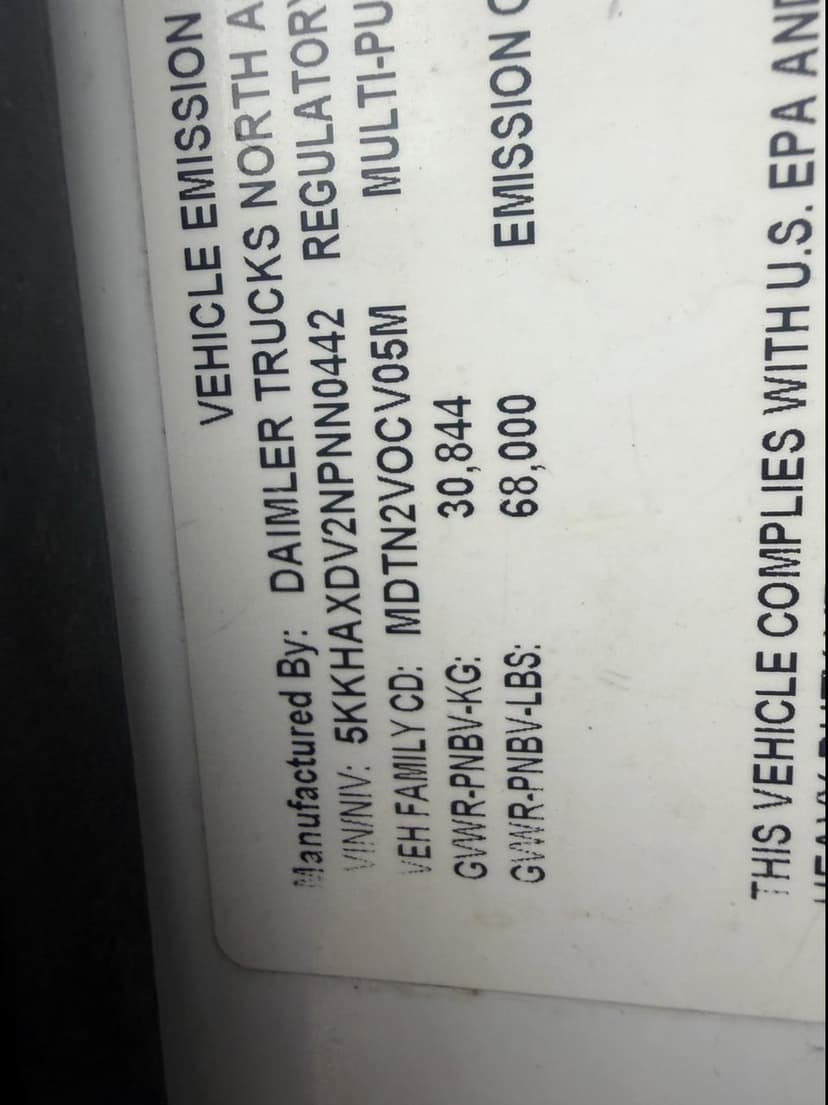 VEHICLE EMISSION
Manufactured By: DAIMLER TRUCKS NORTH A
VIN/NIV: 5KKHAXDV2NPNN0442 REGULATORY
VEH FAMILY CD: MDTN2VOCV05M MULTI-PU
GVWR-PNBV-KG: 30,844
GVWR-PNBV-LBS: 68,000 EMISSION C
THIS VEHICLE COMPLIES WITH U.S. EPA AND